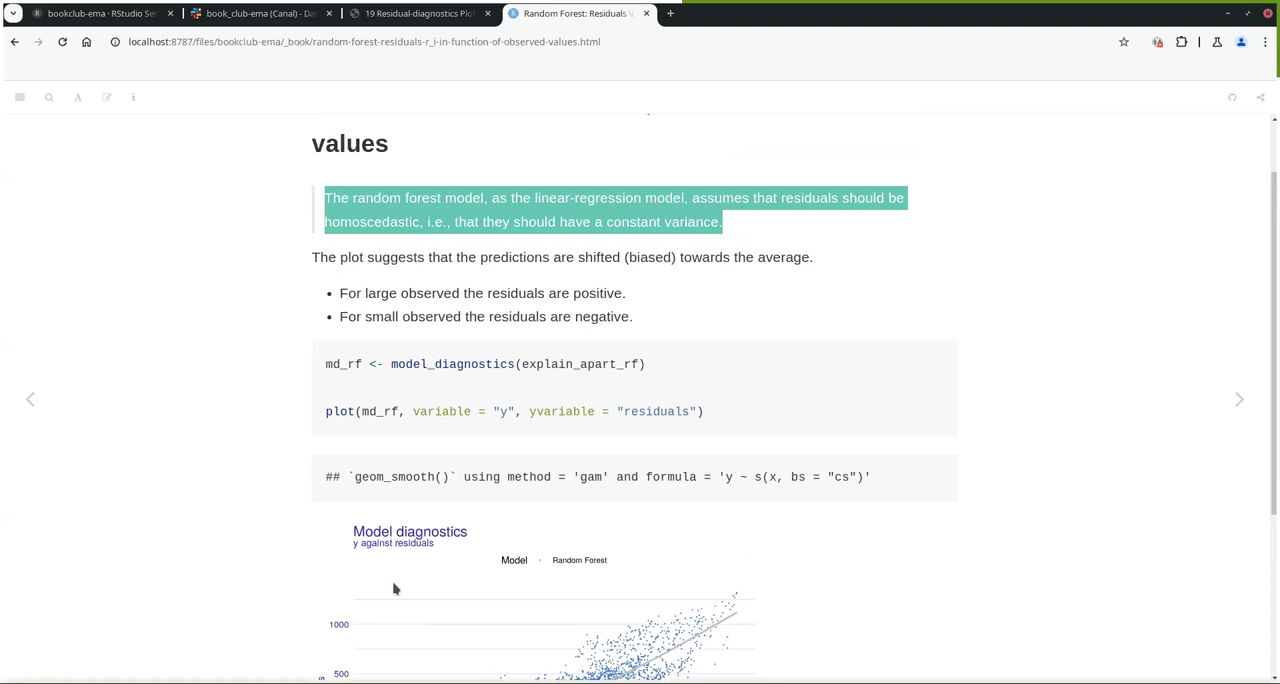 bookclub-ema · RStudio Ser
book_club-ema (Canal) - Da
19 Residual-diagnostics Plo
Random Forest: Residuals \(
localhost:8787/files/bookclub-ema/_book/random-forest-residuals-r_i-in-function-of-observed-values.html
values
The random forest model, as the linear-regression model, assumes that residuals should be
homoscedastic, i.e., that they should have a constant variance.
The plot suggests that the predictions are shifted (biased) towards the average.
• For large observed the residuals are positive.
• For small observed the residuals are negative.
md_rf <- model_diagnostics(explain_apart_rf)
plot(md_rf, variable = "y", yvariable = "residuals")
## `geom_smooth()` using method = 'gam' and formula = 'y ~ s(x, bs = "cs")'
Model diagnostics
y against residuals
Model Random Forest
1000
500